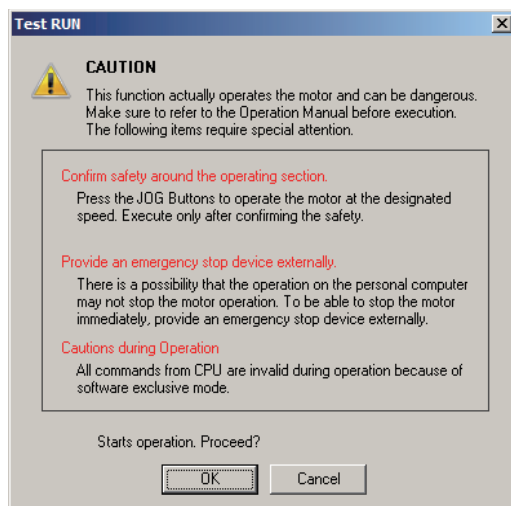 Test RUN
CAUTION
This function actually operates the motor and can be dangerous.
Make sure to refer to the Operation Manual before execution.
The following items require special attention.
Confirm safety around the operating section.
Press the JOG Buttons to operate the motor at the designated
speed. Execute only after confirming the safety.
Provide an emergency stop device externally.
There is a possibility that the operation on the personal computer
may not stop the motor operation. To be able to stop the motor
immediately, provide an emergency stop device externally.
Cautions during Operation
All commands from CPU are invalid during operation because of
software exclusive mode.
Starts operation. Proceed?
OK Cancel